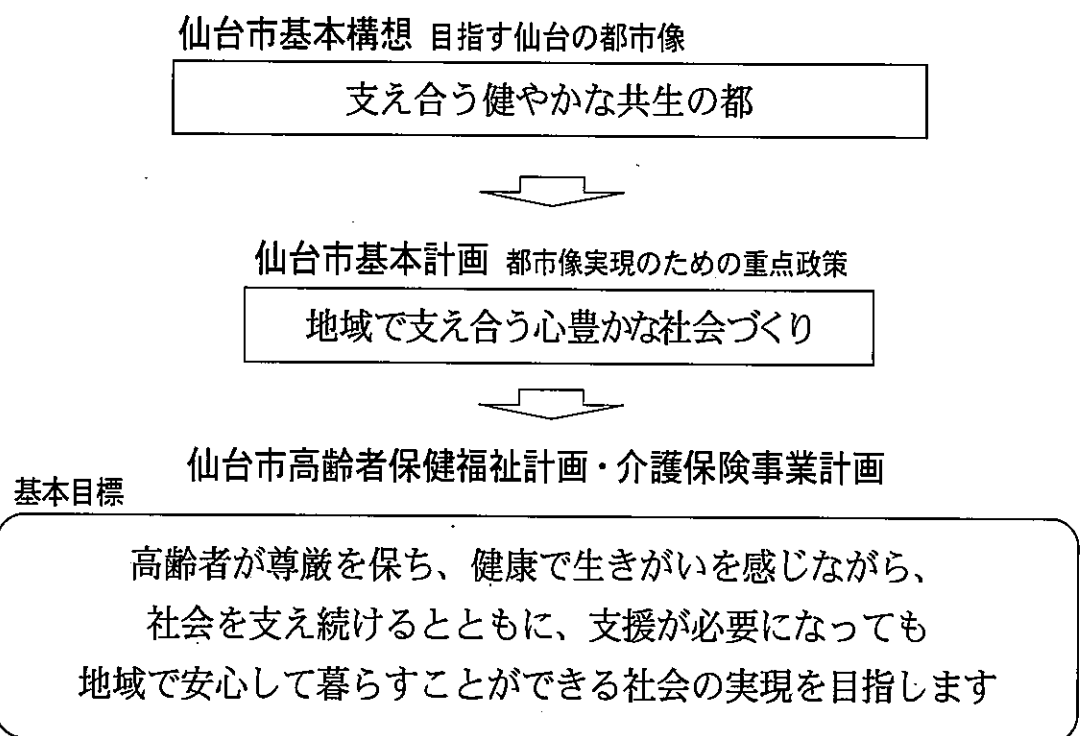 仙台市基本構想 目指す仙台の都市像
支え合う健やかな共生の都
仙台市基本計画 都市像実現のための重点政策
地域で支え合う心豊かな社会づくり
仙台市高齢者保健福祉計画・介護保険事業計画
基本目標
高齢者が尊厳を保ち、健康で生きがいを感じながら、
社会を支え続けるとともに、支援が必要になっても
地域で安心して暮らすことができる社会の実現を目指します